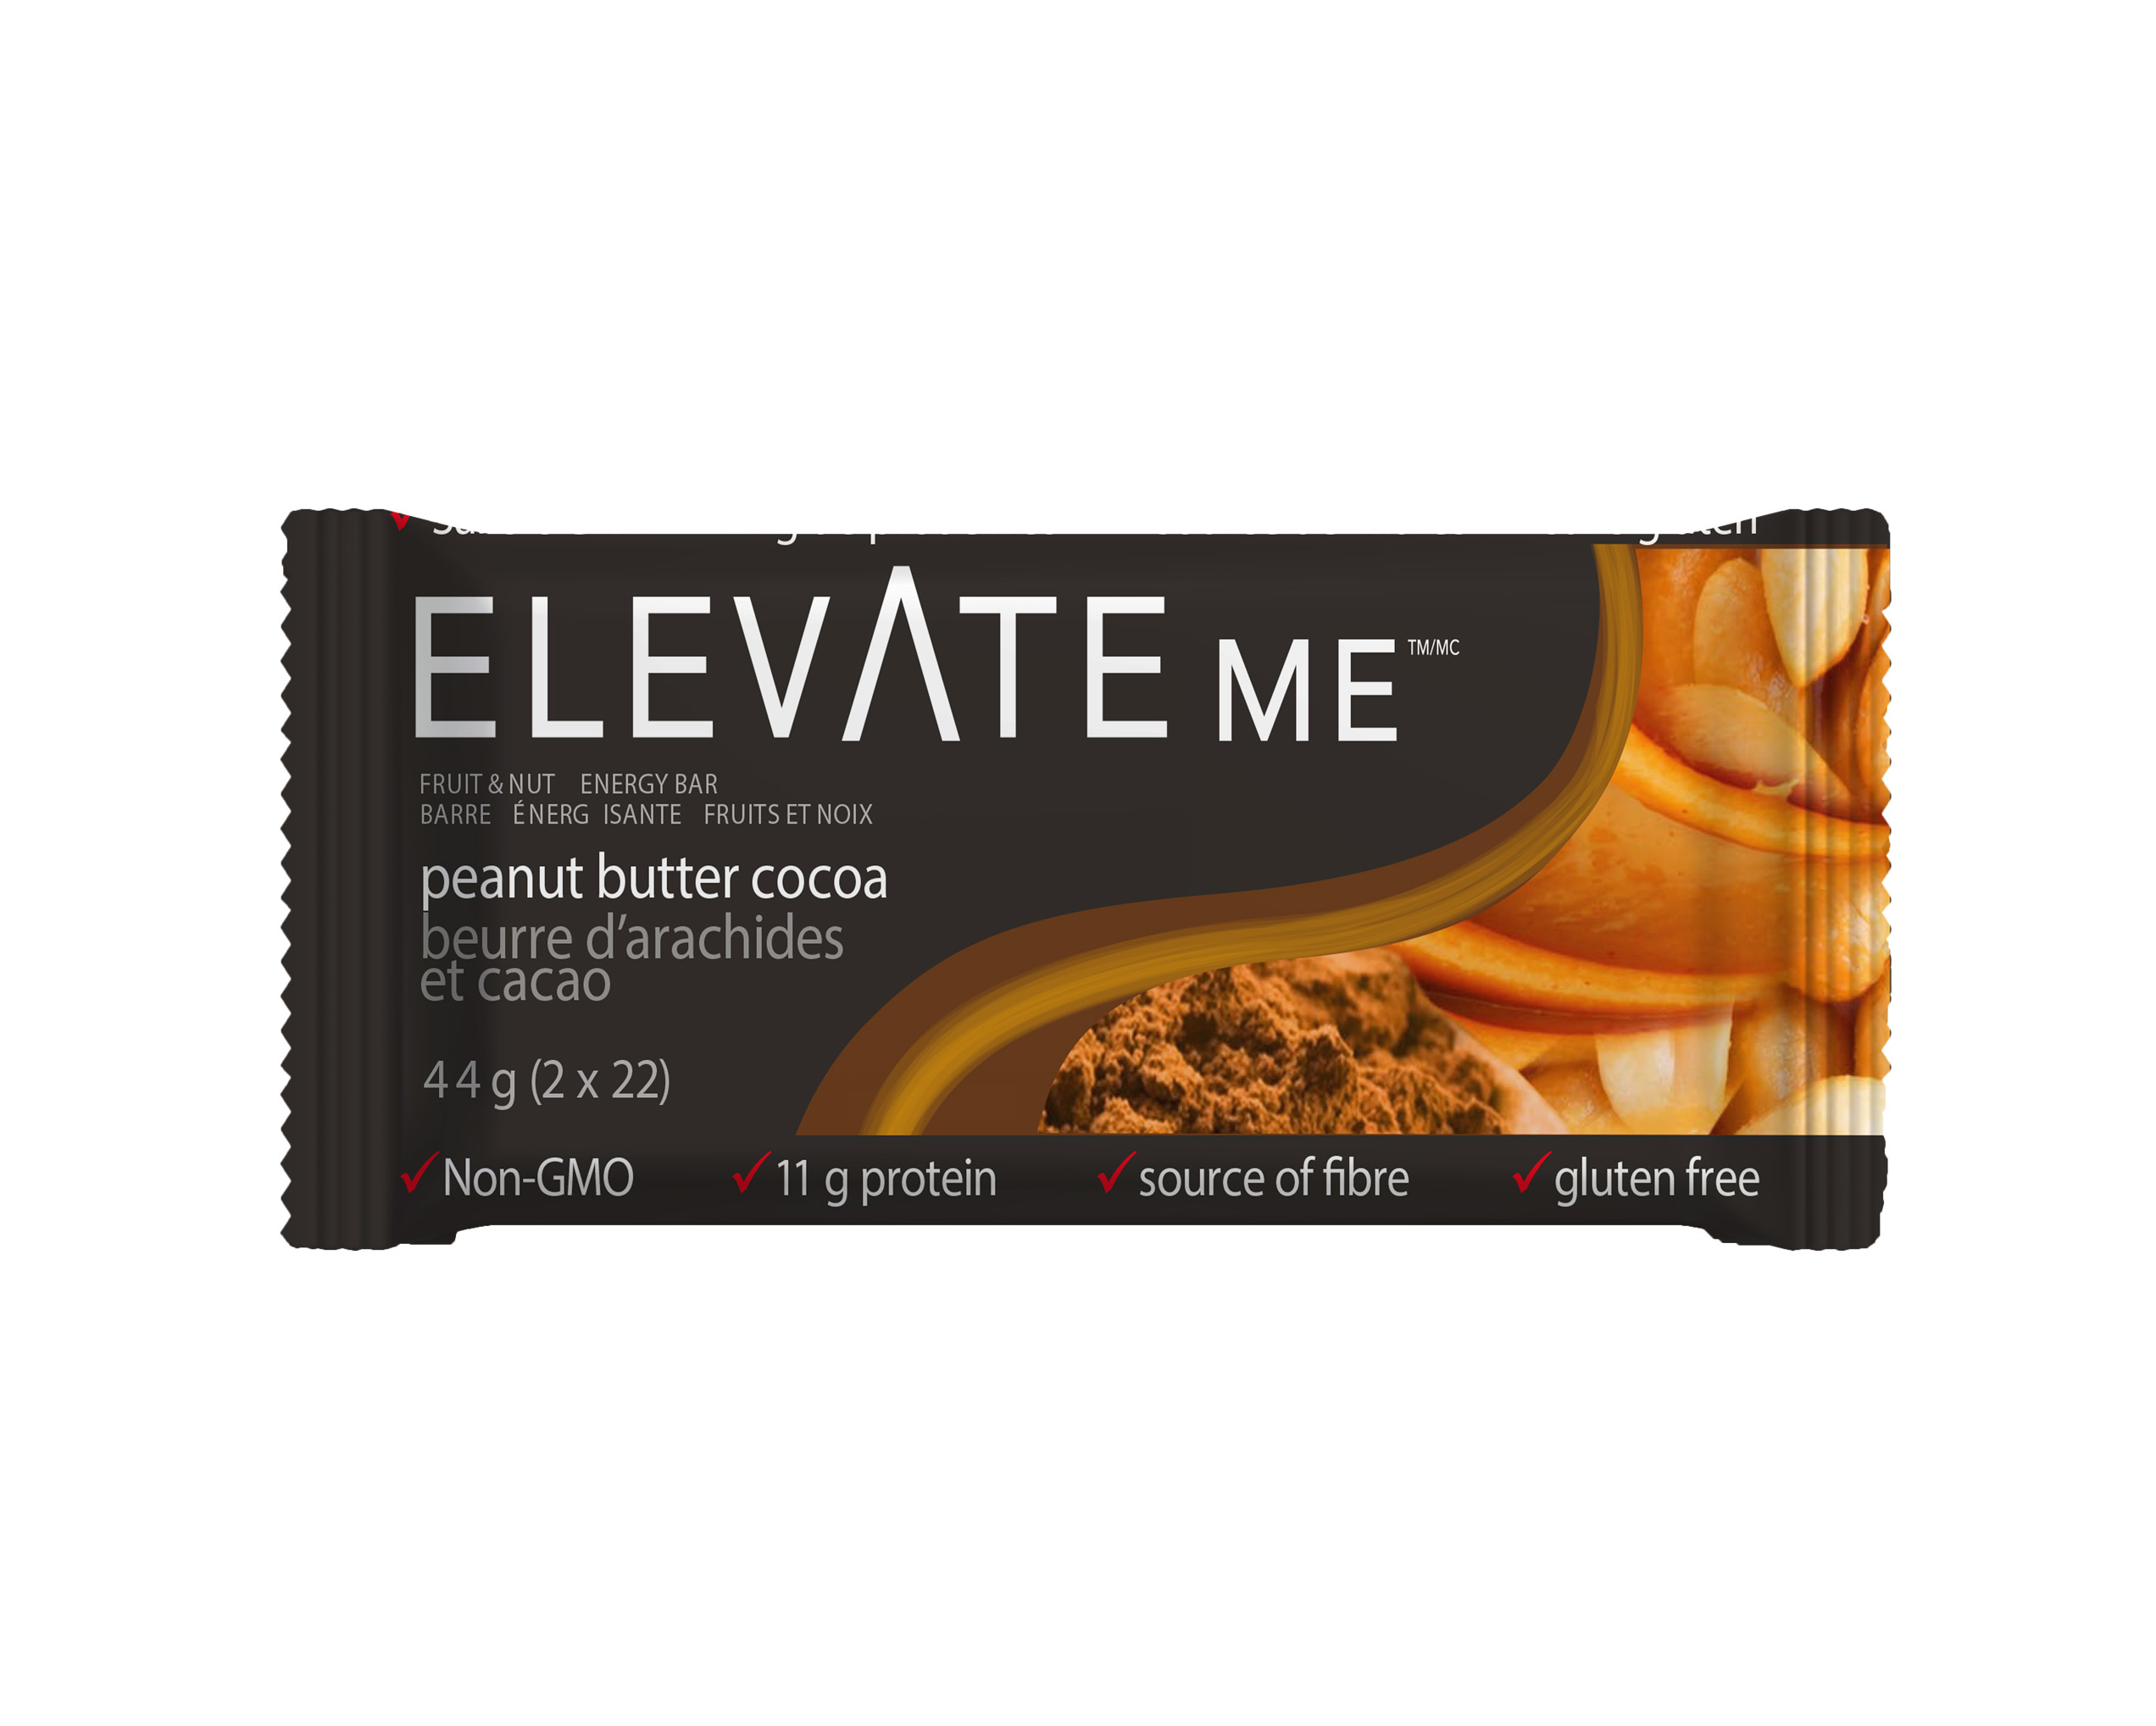 ELEVATE ME TM/MC
FRUIT & NUT ENERGY BAR
BARRE ÉNERG ISANTE FRUITS ET NOIX
peanut butter cocoa
beurre d'arachides
et cacao
44 g (2 x 22)
Non-GMO 11 g protein source of fibre gluten free